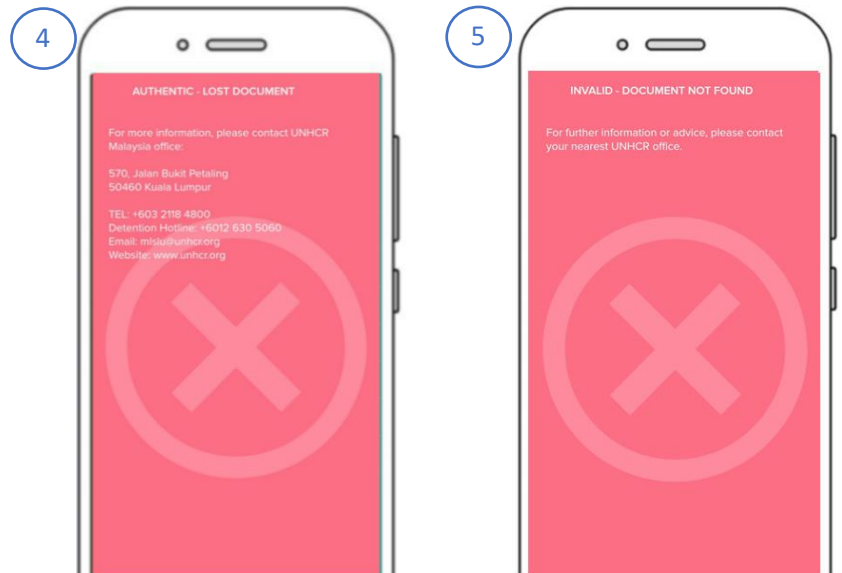 4
AUTHENTIC - LOST DOCUMENT
For more information, please contact UNHCR
Malaysia office:
570, Jalan Bukit Petaling
50460 Kuala Lumpur
TEL: +603 2118 4800
Detention Hotline: +6012 630 5060
Email: mlslu@unhcr.org
Website: www.unhcr.org
5
INVALID - DOCUMENT NOT FOUND
For further information or advice, please contact
your nearest UNHCR office.